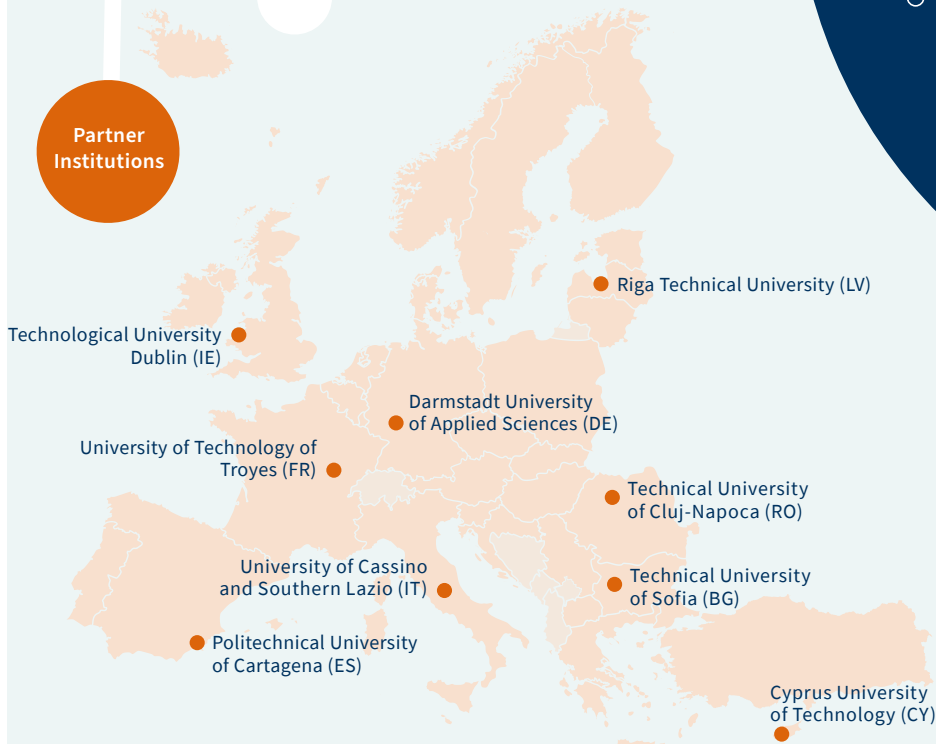 Partner
Institutions
Riga Technical University (LV)
Technological University
Dublin (IE)
Darmstadt University
of Applied Sciences (DE)
University of Technology of
Troyes (FR)
Technical University
of Cluj-Napoca (RO)
University of Cassino
and Southern Lazio (IT)
Technical University
of Sofia (BG)
Politechnical University
of Cartagena (ES)
Cyprus University
of Technology (CY)